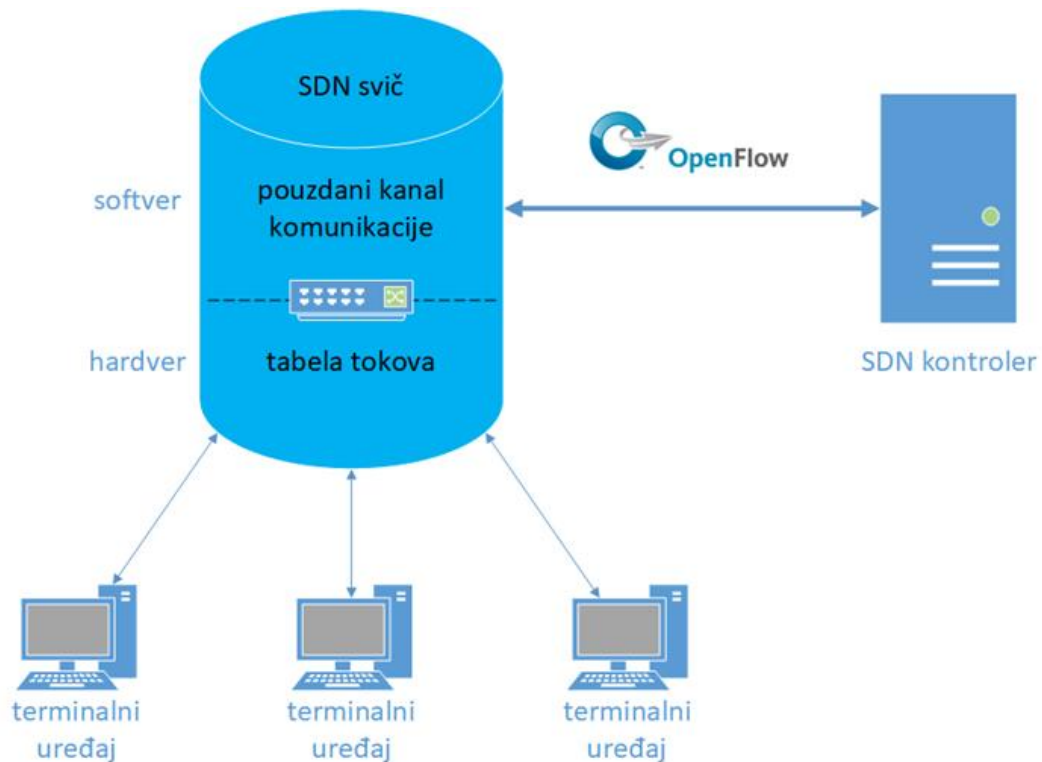 SDN svič
OpenFlow
softver
pouzdani kanal
komunikacije
hardver
tabela tokova
SDN kontroler
terminalni
uređaj
terminalni
uređaj
terminalni
uređaj